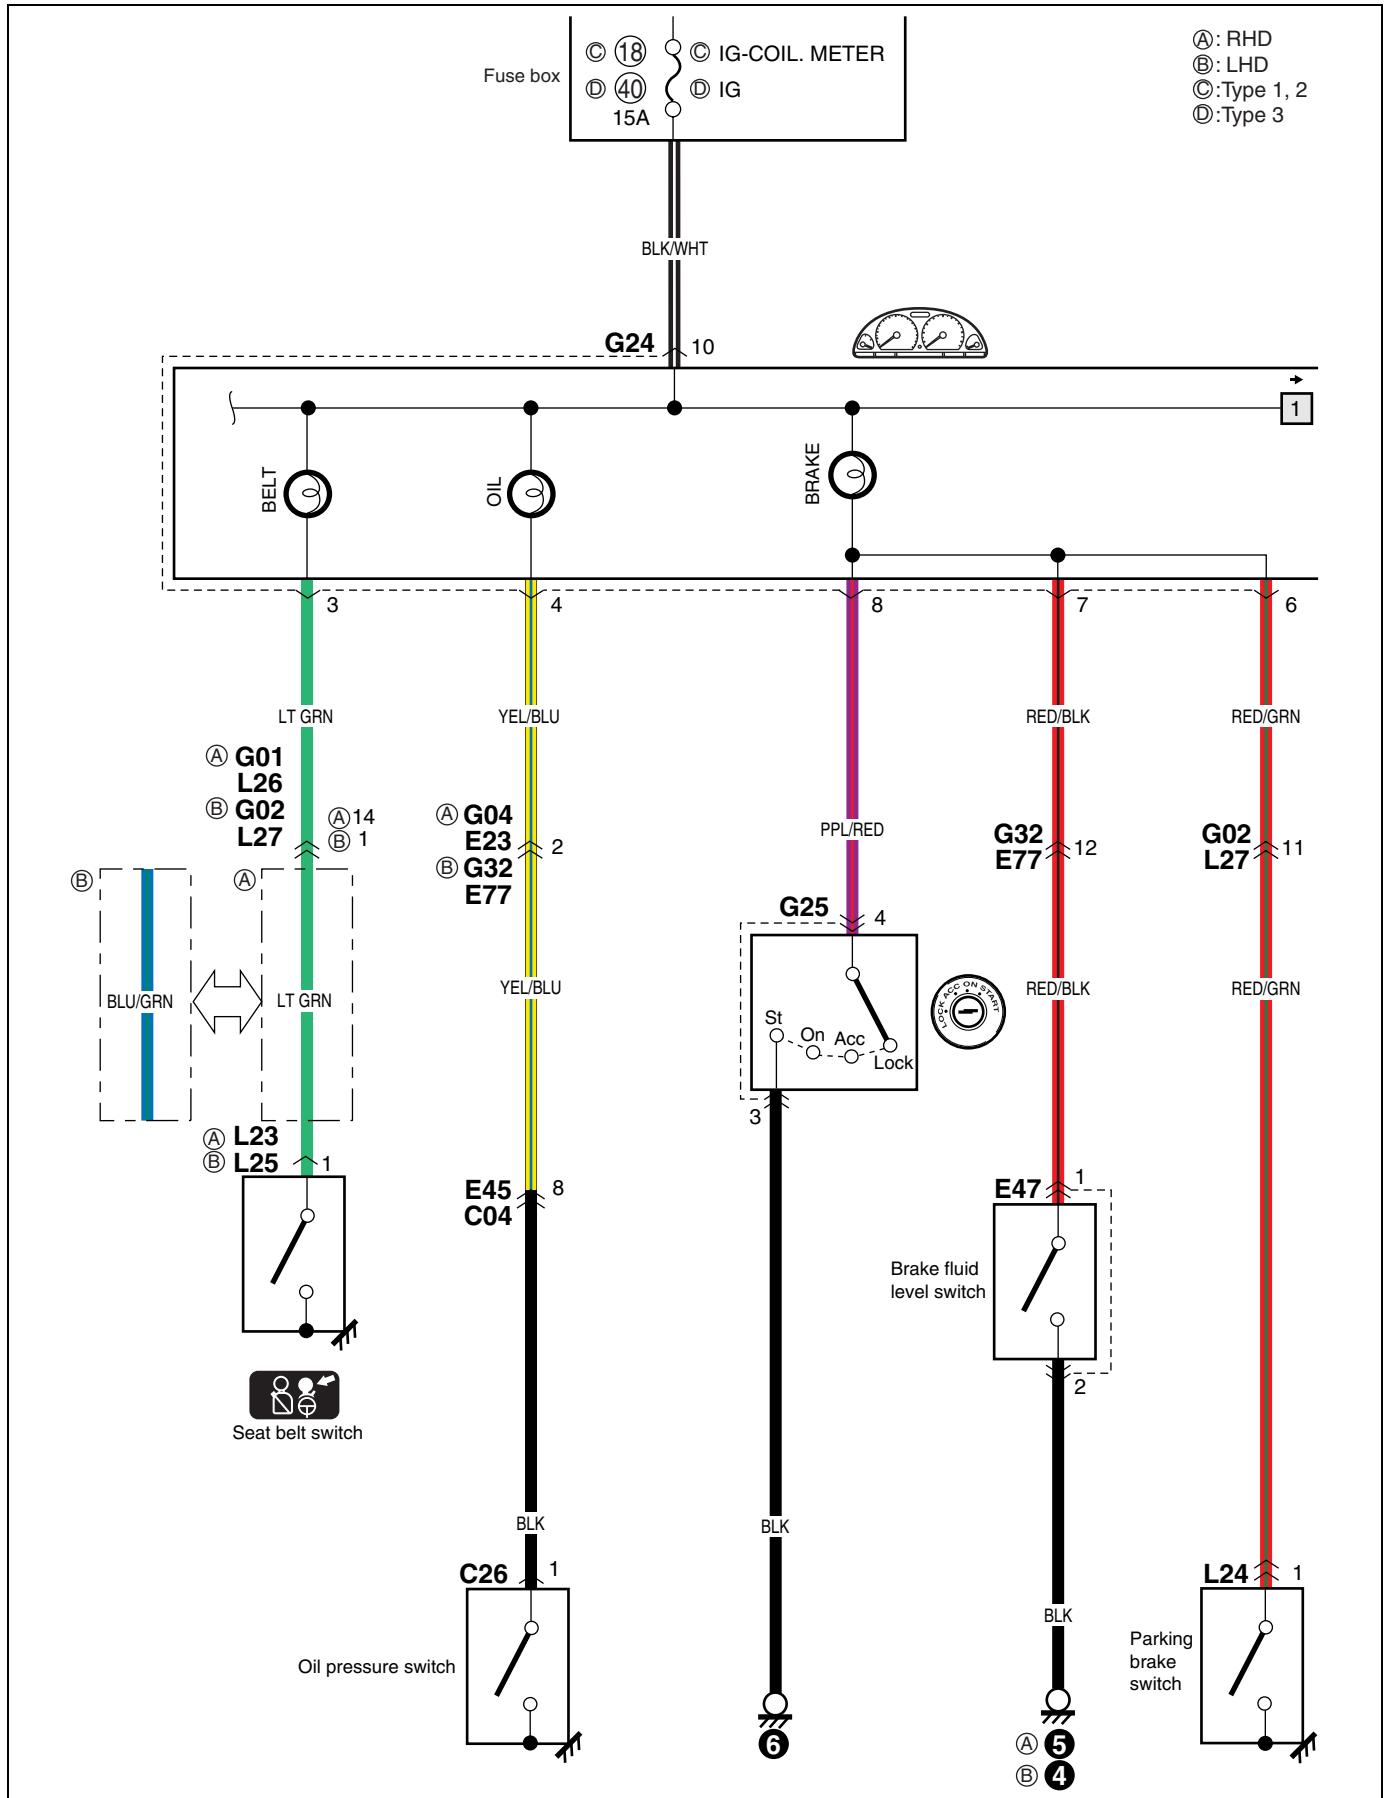 Fuse box
Ⓒ ⑱ Ⓒ IG-COIL. METER
Ⓓ ㊵ Ⓓ IG
15A
Ⓐ: RHD
Ⓑ: LHD
Ⓒ:Type 1, 2
Ⓓ:Type 3
BLK/WHT
G24 10
1
BELT
OIL
BRAKE
3
4
8
7
6
LT GRN
YEL/BLU
RED/BLK
RED/GRN
Ⓐ G01
L26
Ⓑ G02
L27
Ⓐ14
Ⓑ 1
Ⓐ G04
E23
Ⓑ G32
E77
2
PPL/RED
G32
E77
12
G02
L27
11
Ⓑ
Ⓐ
G25 4
BLU/GRN
LT GRN
YEL/BLU
St
On
Acc
Lock
LOCK ACC ON START
RED/BLK
RED/GRN
3
Ⓐ L23
Ⓑ L25 1
E45
C04
8
E47 1
Brake fluid
level switch
2
Seat belt switch
BLK
BLK
C26 1
L24 1
BLK
Oil pressure switch
Parking
brake
switch
6
Ⓐ 5
Ⓑ 4